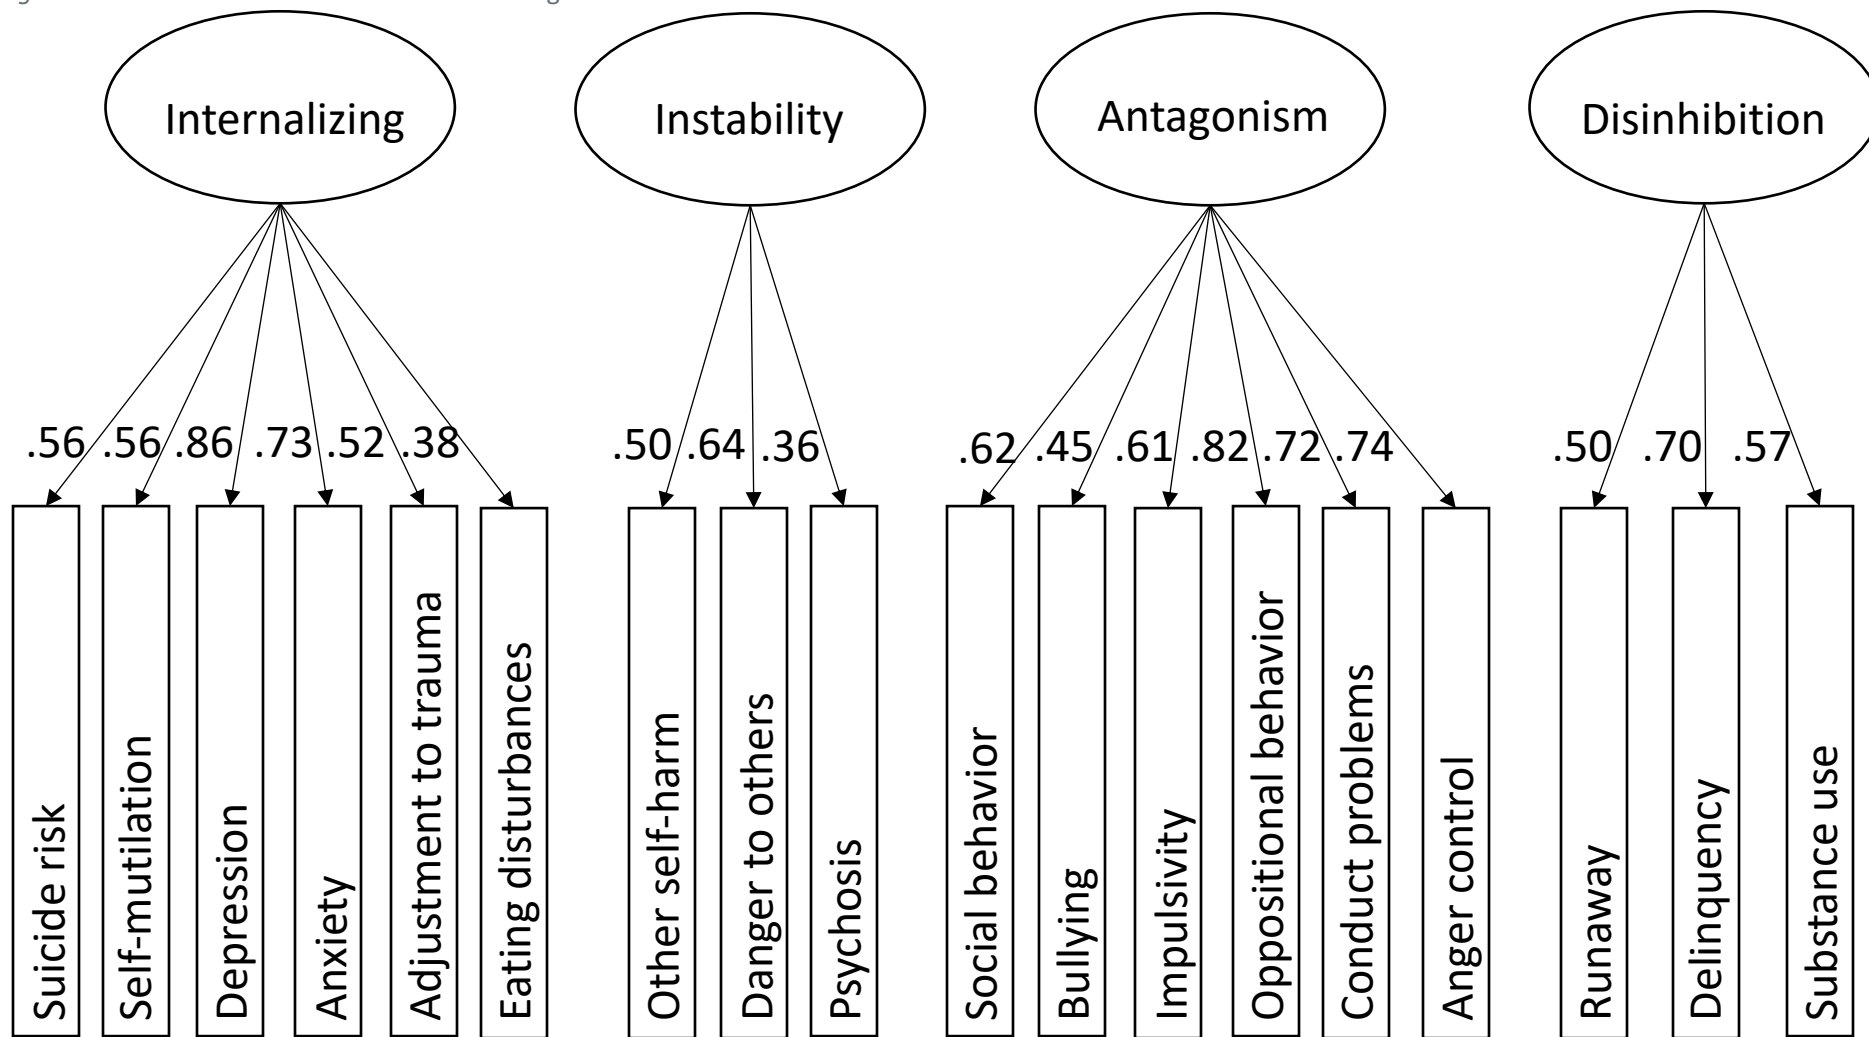 Internalizing
Instability
Antagonism
Disinhibition
.56 .56 .86 .73 .52 .38
.50 .64 .36
.62 .45 .61 .82 .72 .74
.50 .70 .57
Suicide risk
Self-mutilation
Depression
Anxiety
Adjustment to trauma
Eating disturbances
Other self-harm
Danger to others
Psychosis
Social behavior
Bullying
Impulsivity
Oppositional behavior
Conduct problems
Anger control
Runaway
Delinquency
Substance use